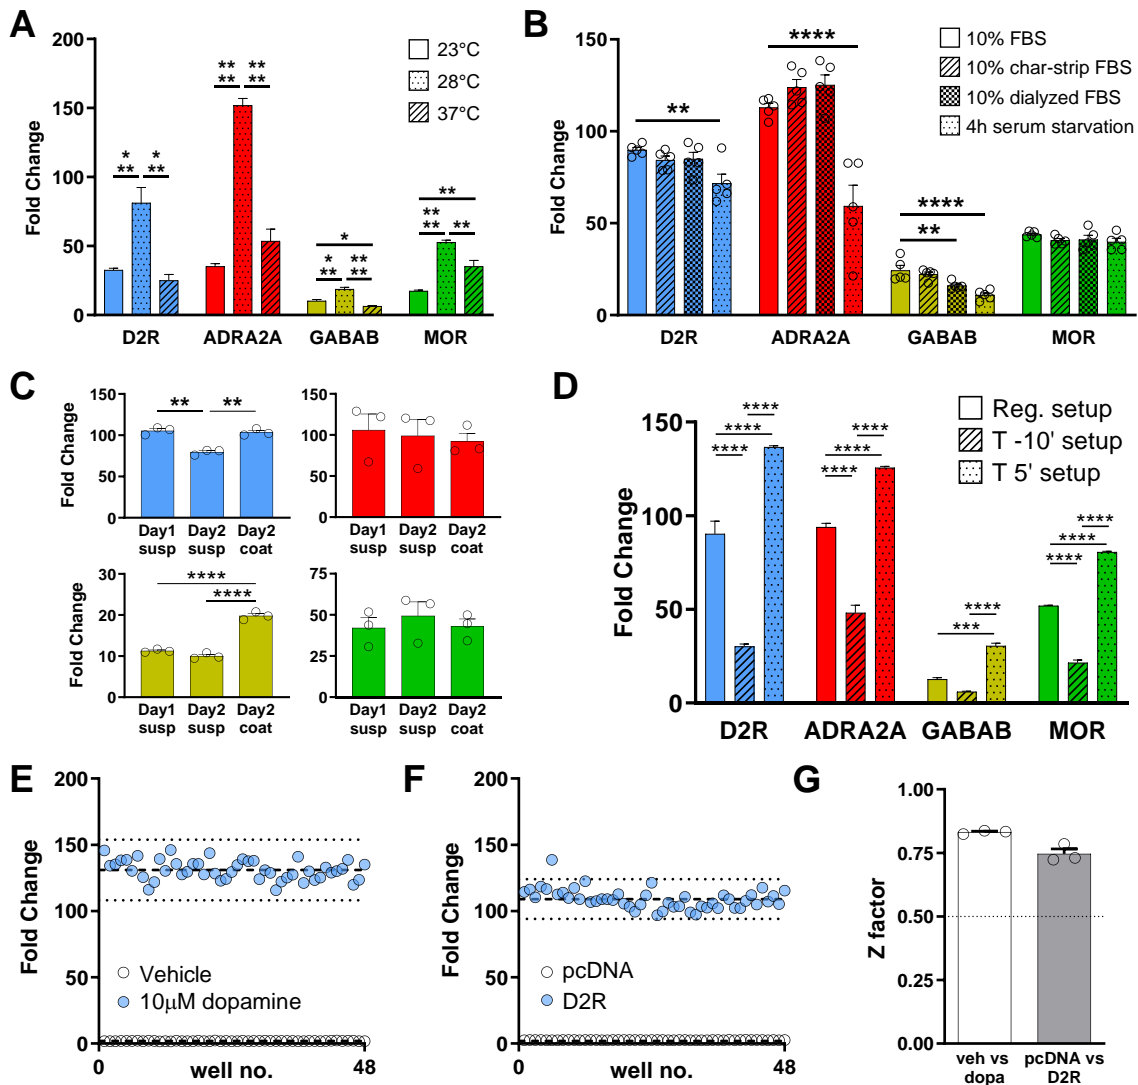 A
200
150
100
50
0
Fold Change
23°C
28°C
37°C
*
**
*
**
**
**
**
**
*
*
**
**
**
**
**
**
**
D2R
ADRA2A
GABAB
MOR
B
150
100
50
0
Fold Change
10% FBS
10% char-strip FBS
10% dialyzed FBS
4h serum starvation
**
****
****
**
D2R
ADRA2A
GABAB
MOR
C
150
100
50
0
Fold Change
**
**
Day1 Day2 Day2
susp susp coat
150
100
50
0
Day1 Day2 Day2
susp susp coat
30
20
10
0
Fold Change
****
****
Day1 Day2 Day2
susp susp coat
75
50
25
0
Day1 Day2 Day2
susp susp coat
D
150
100
50
0
Fold Change
Reg. setup
T -10' setup
T 5' setup
****
****
****
****
****
****
****
***
****
****
****
D2R
ADRA2A
GABAB
MOR
E
200
150
100
50
0
Fold Change
Vehicle
10μM dopamine
0
well no.
48
F
200
150
100
50
0
Fold Change
pcDNA
D2R
0
well no.
48
G
1.00
0.75
0.50
0.25
0.00
Z factor
veh vs
dopa
pcDNA vs
D2R